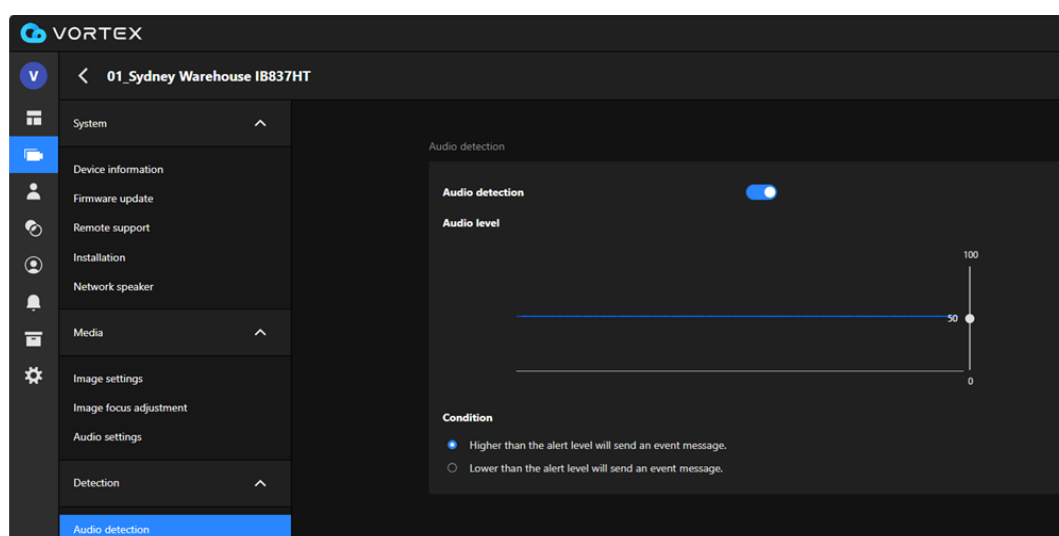 VORTEX
V
01_Sydney Warehouse IB837HT
System
Device information
Firmware update
Remote support
Installation
Network speaker
Media
Image settings
Image focus adjustment
Audio settings
Detection
Audio detection
Audio detection
Audio detection
Audio level
100
50
0
Condition
Higher than the alert level will send an event message.
Lower than the alert level will send an event message.